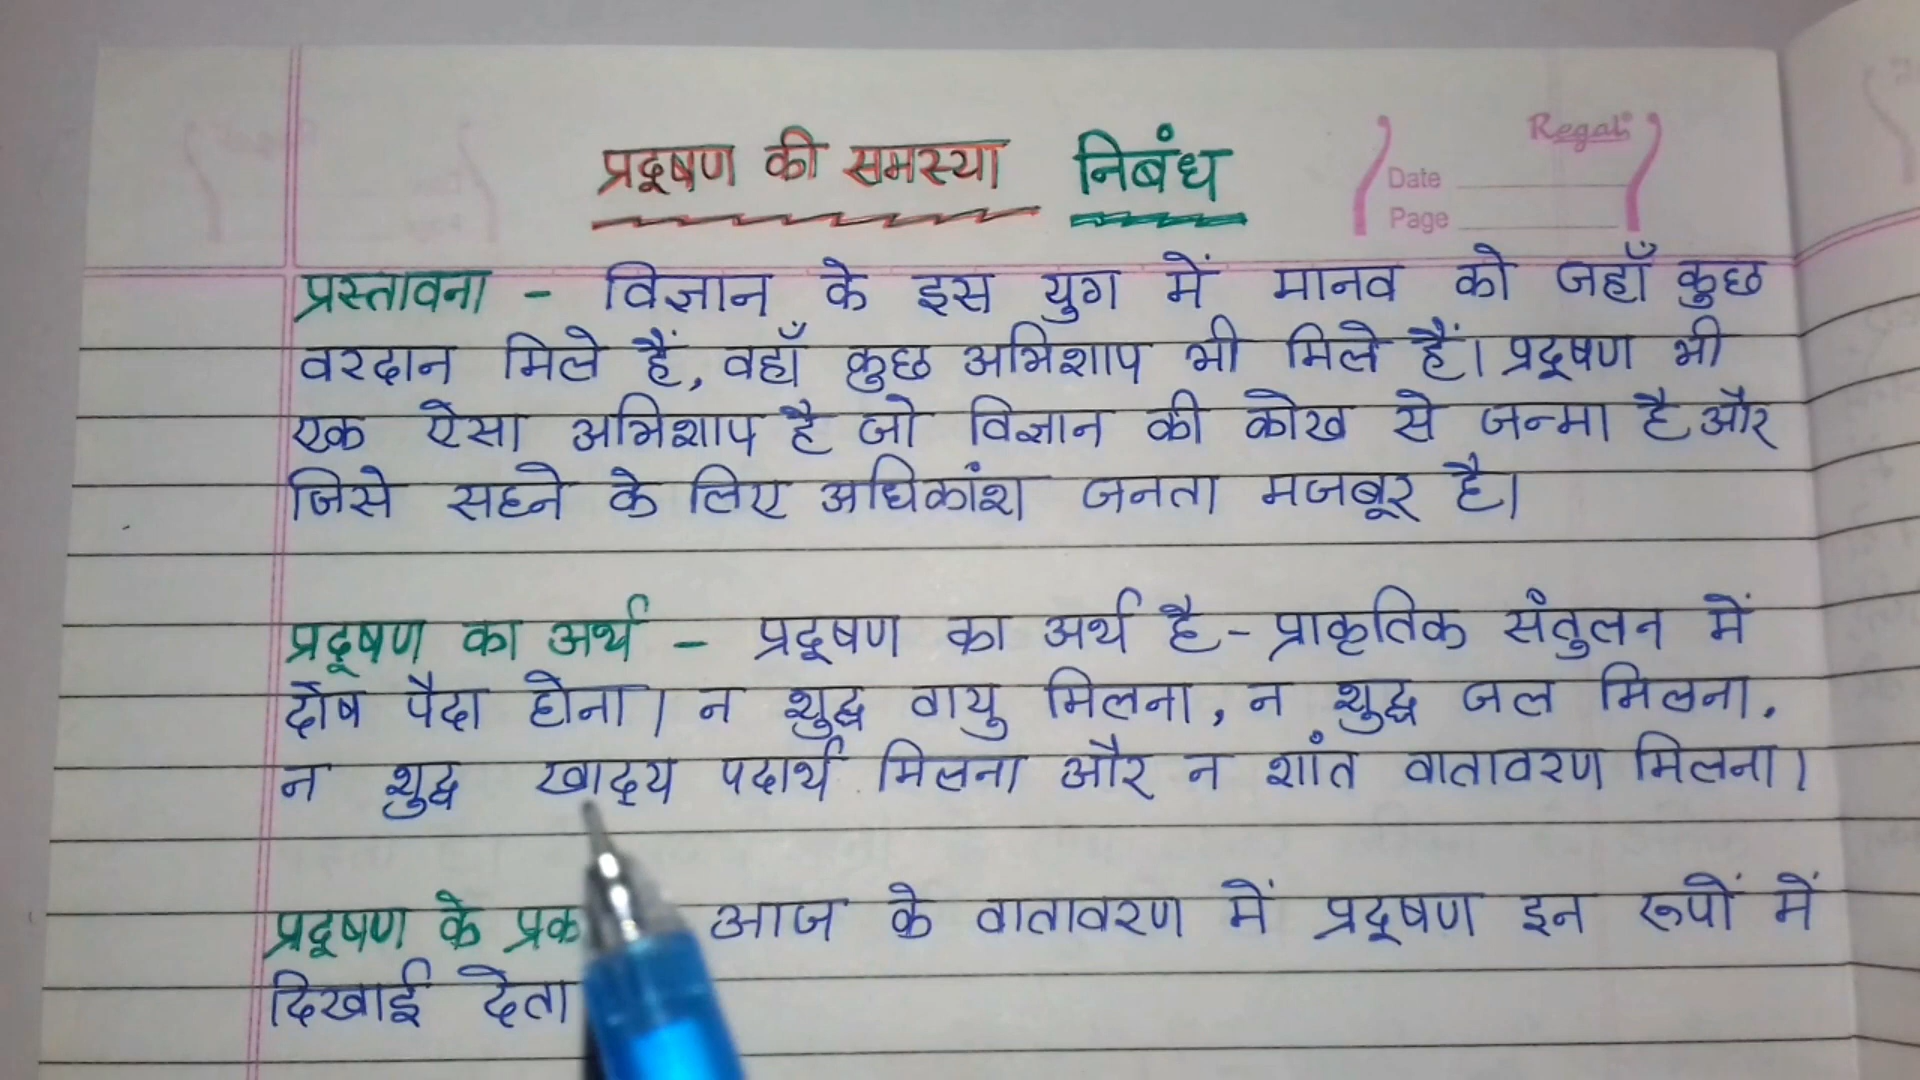 Regali
प्रदूषण की समस्या निबंध
Date
Page
प्रस्तावना - विज्ञान के इस युग में मानव को जहाँ कुछ
वरदान मिले हैं, वहाँ कुछ अभिशाप भी मिले हैं। प्रदूषण भी
एक ऐसा अभिशाप है जो विज्ञान की कोख से जन्मा है और
जिसे सहने के लिए अधिकांश जनता मजबूर है।
प्रदूषण का अर्थ - प्रदूषण का अर्थ है - प्राकृतिक संतुलन में
दोष पैदा होना। न शुद्ध वायु मिलना, न शुद्ध जल मिलना,
न शुद्ध खाद्य पदार्थ मिलना और न शांत वातावरण मिलना।
प्रदूषण के प्रक आज के वातावरण में प्रदूषण इन रूपों में
दिखाई देता